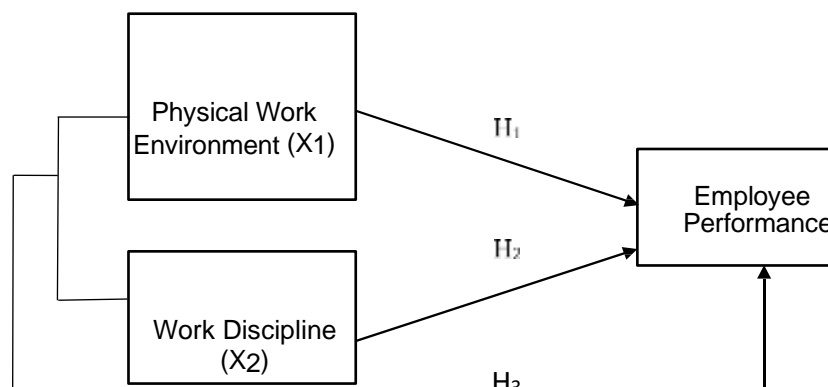 Physical Work
Environment (X1)
H1
Employee
Performance
H2
Work Discipline
(X2)
H3